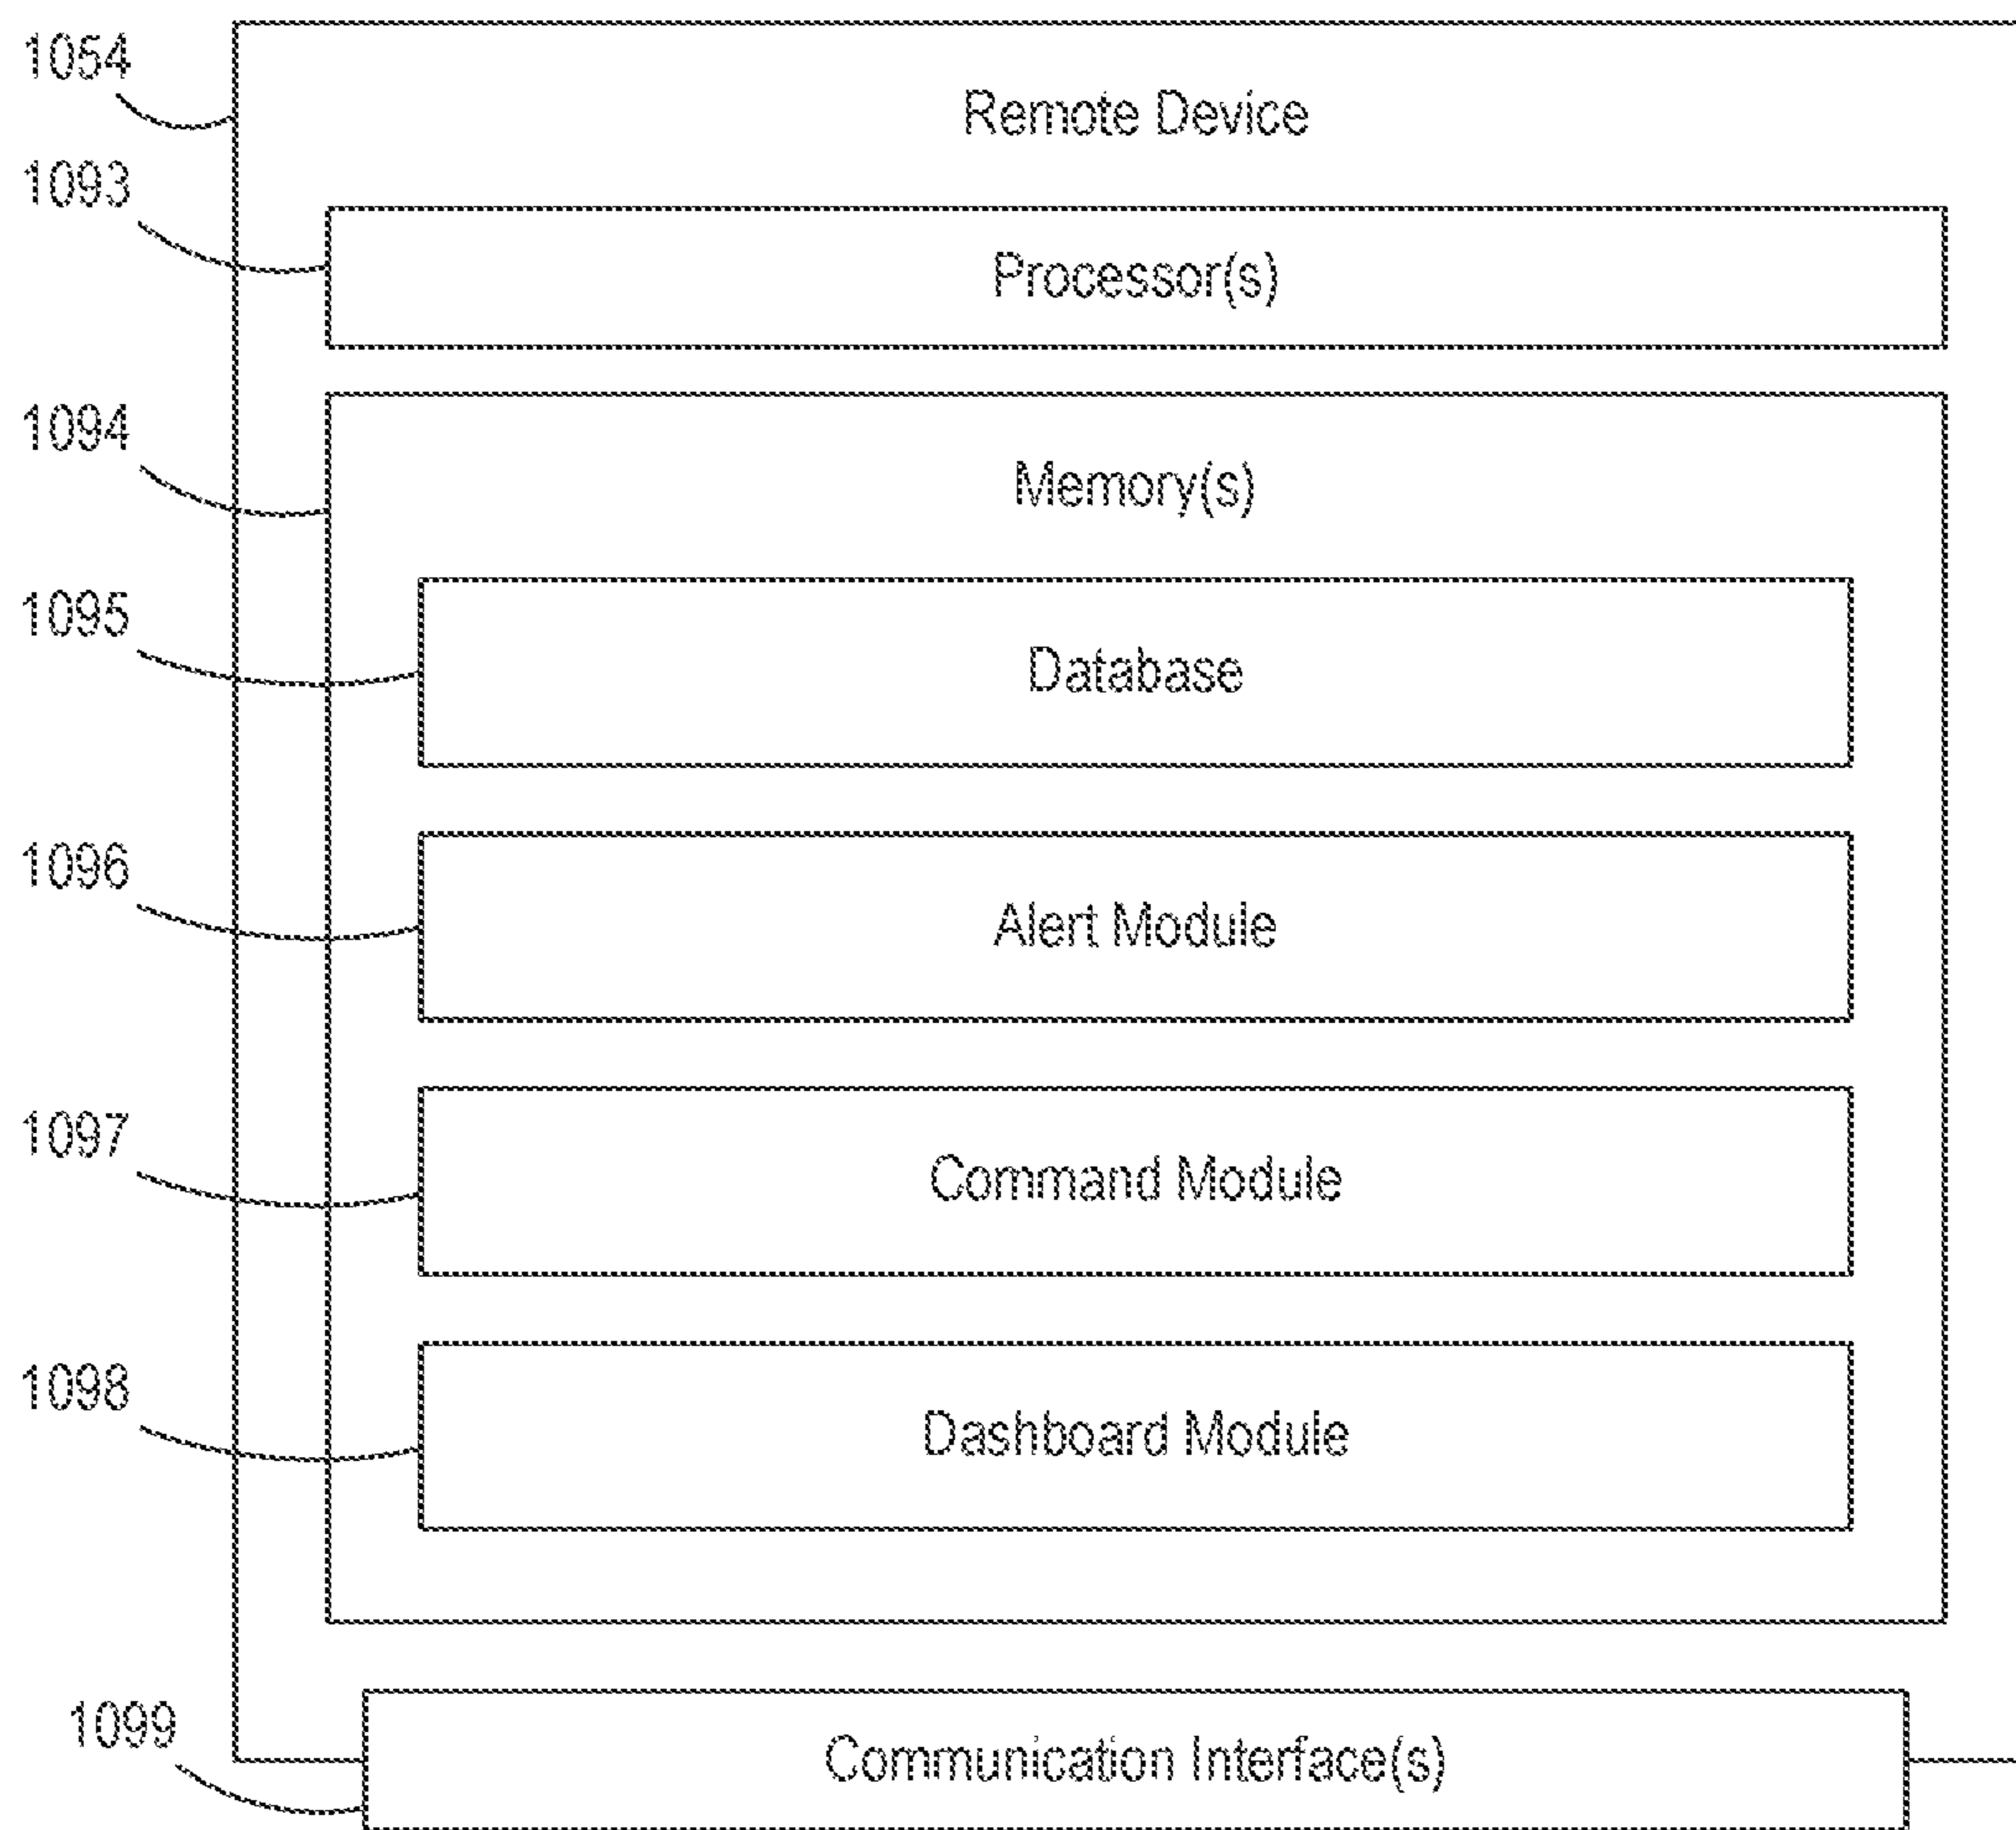 1054
Remote Device
1093
Processor(s)
1094
Memory(s)
1095
Database
1096
Alert Module
1097
Command Module
1098
Dashboard Module
1099
Communication Interface(s)